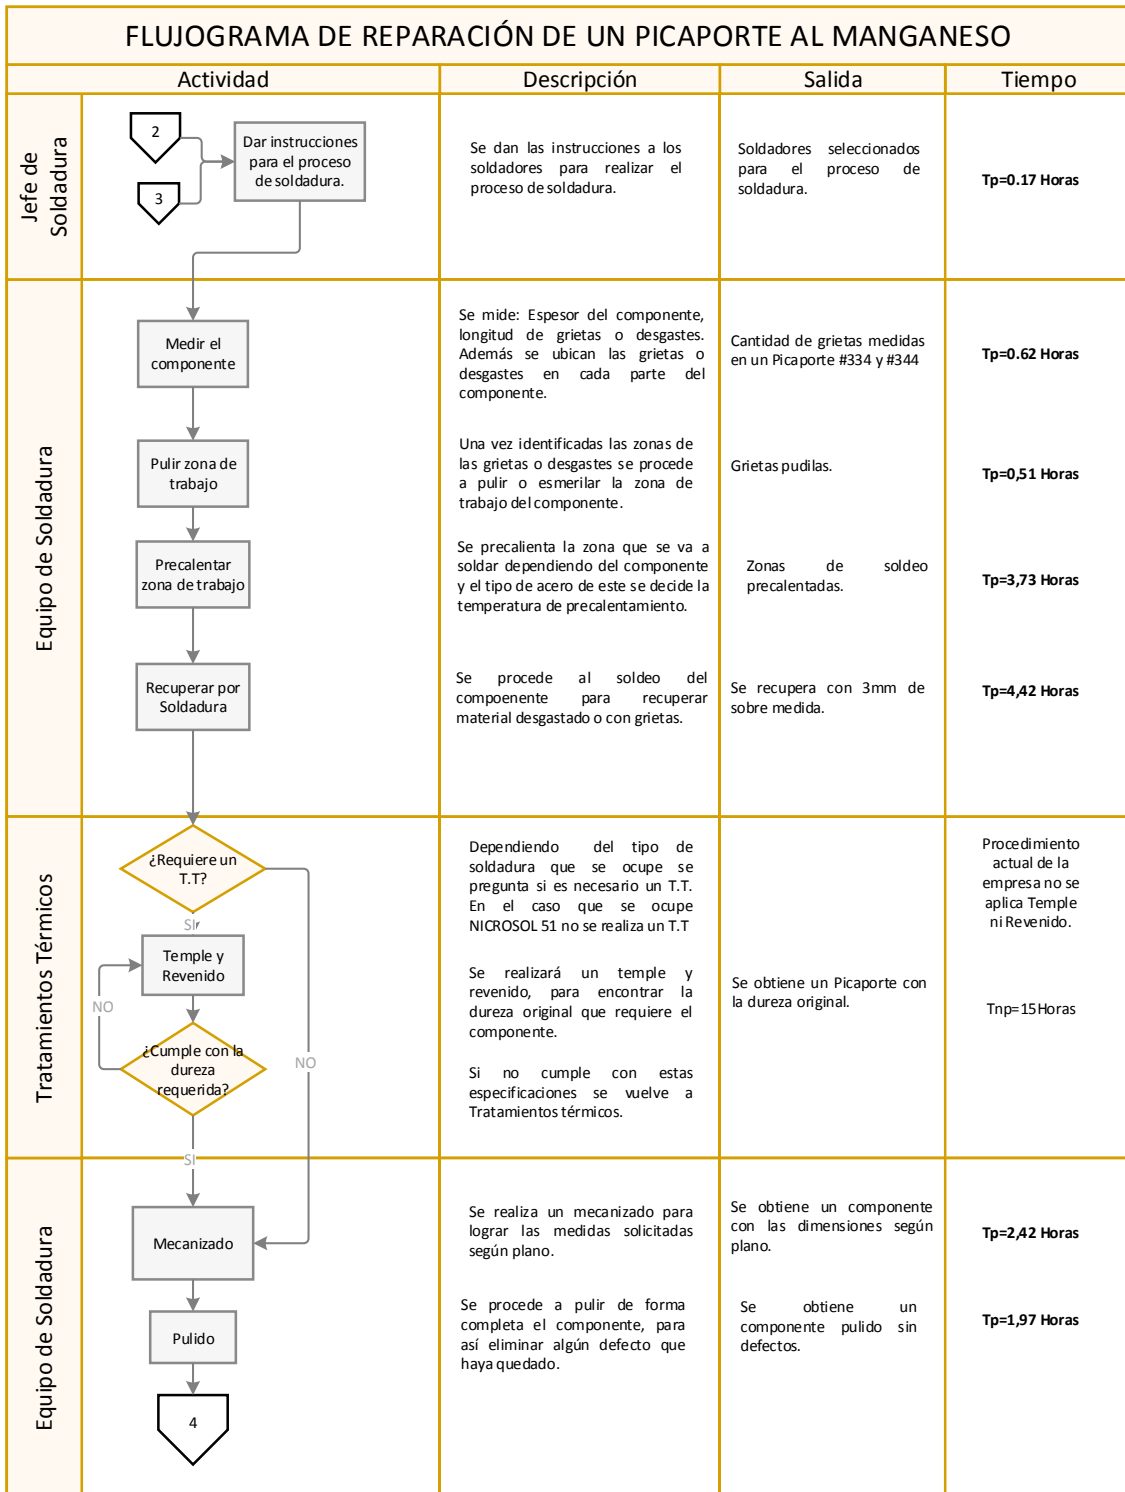 FLUJOGRAMA DE REPARACIÓN DE UN PICAPORTE AL MANGANESO
Actividad
Descripción
Salida
Tiempo
Jefe de
Soldadura
2
3
Dar instrucciones
para el proceso
de soldadura.
Se dan las instrucciones a los
soldadores para realizar el
proceso de soldadura.
Soldadores seleccionados
para el proceso de
soldadura.
Tp=0.17 Horas
Equipo de Soldadura
Medir el
componente
Se mide: Espesor del componente,
longitud de grietas o desgastes.
Además se ubican las grietas o
desgastes en cada parte del
componente.
Cantidad de grietas medidas
en un Picaporte #334 y #344
Tp=0.62 Horas
Pulir zona de
trabajo
Una vez identificadas las zonas de
las grietas o desgastes se procede
a pulir o esmerilar la zona de
trabajo del componente.
Grietas pudilas.
Tp=0,51 Horas
Precalentar
zona de trabajo
Se precalienta la zona que se va a
soldar dependiendo del componente
y el tipo de acero de este se decide la
temperatura de precalentamiento.
Zonas de soldeo
precalentadas.
Tp=3,73 Horas
Recuperar por
Soldadura
Se procede al soldeo del
compoenente para recuperar
material desgastado o con grietas.
Se recupera con 3mm de
sobre medida.
Tp=4,42 Horas
Tratamientos Térmicos
¿Requiere un
T.T?
SI
NO
Dependiendo del tipo de
soldadura que se ocupe se
pregunta si es necesario un T.T.
En el caso que se ocupe
NICROSOL 51 no se realiza un T.T
Procedimiento
actual de la
empresa no se
aplica Temple
ni Revenido.
Temple y
Revenido
Se realizará un temple y
revenido, para encontrar la
dureza original que requiere el
componente.
Se obtiene un Picaporte con
la dureza original.
Tnp=15Horas
NO
¿Cumple con la
dureza
requerida?
Si no cumple con estas
especificaciones se vuelve a
Tratamientos térmicos.
SI
Equipo de Soldadura
Mecanizado
Se realiza un mecanizado para
lograr las medidas solicitadas
según plano.
Se obtiene un componente
con las dimensiones según
plano.
Tp=2,42 Horas
Pulido
Se procede a pulir de forma
completa el componente, para
así eliminar algún defecto que
haya quedado.
Se obtiene un
componente pulido sin
defectos.
Tp=1,97 Horas
4